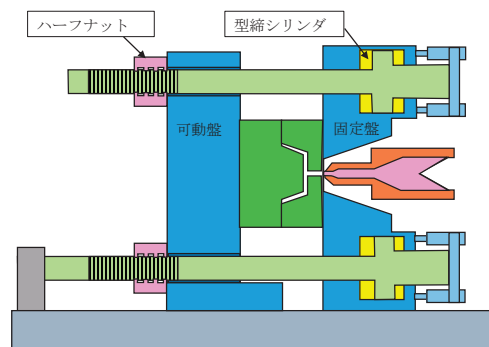 ハーフナット
型締シリンダ
可動盤
固定盤